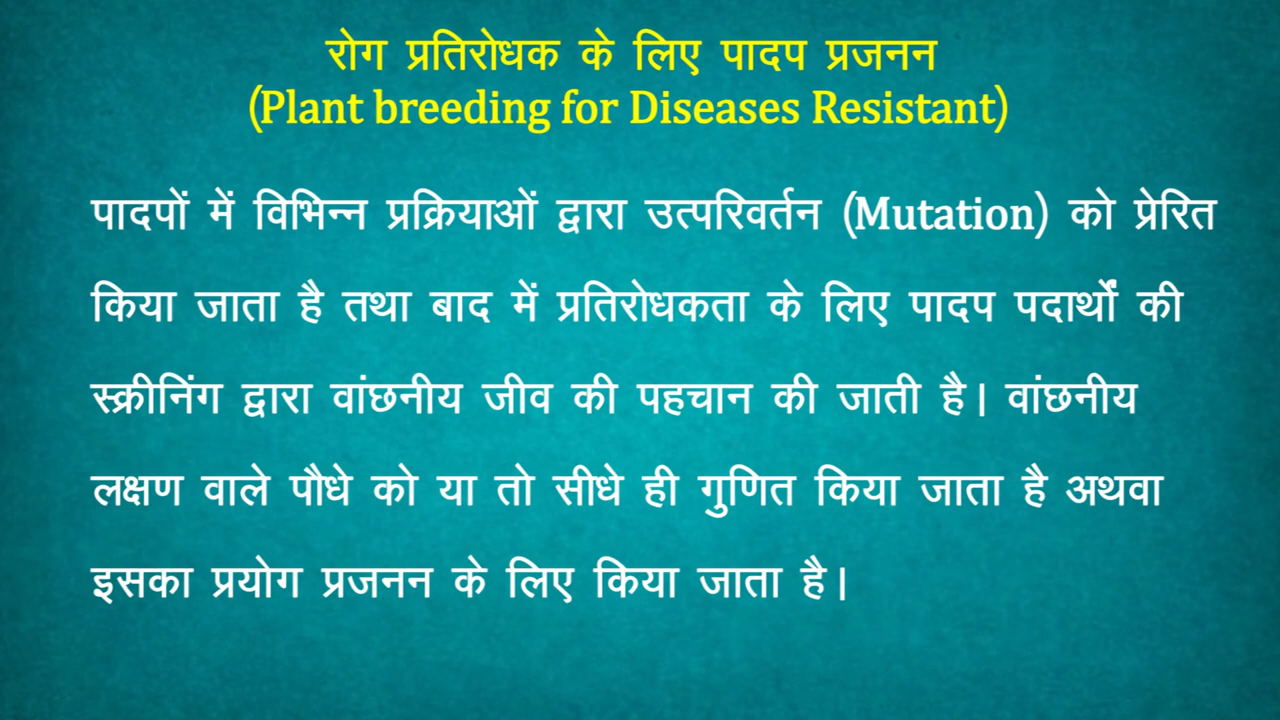 रोग प्रतिरोधक के लिए पादप प्रजनन
(Plant breeding for Diseases Resistant)
पादपों में विभिन्न प्रक्रियाओं द्वारा उत्परिवर्तन (Mutation) को प्रेरित
किया जाता है तथा बाद में प्रतिरोधकता के लिए पादप पदार्थों की
स्क्रीनिंग द्वारा वांछनीय जीव की पहचान की जाती है। वांछनीय
लक्षण वाले पौधे को या तो सीधे ही गुणित किया जाता है अथवा
इसका प्रयोग प्रजनन के लिए किया जाता है।